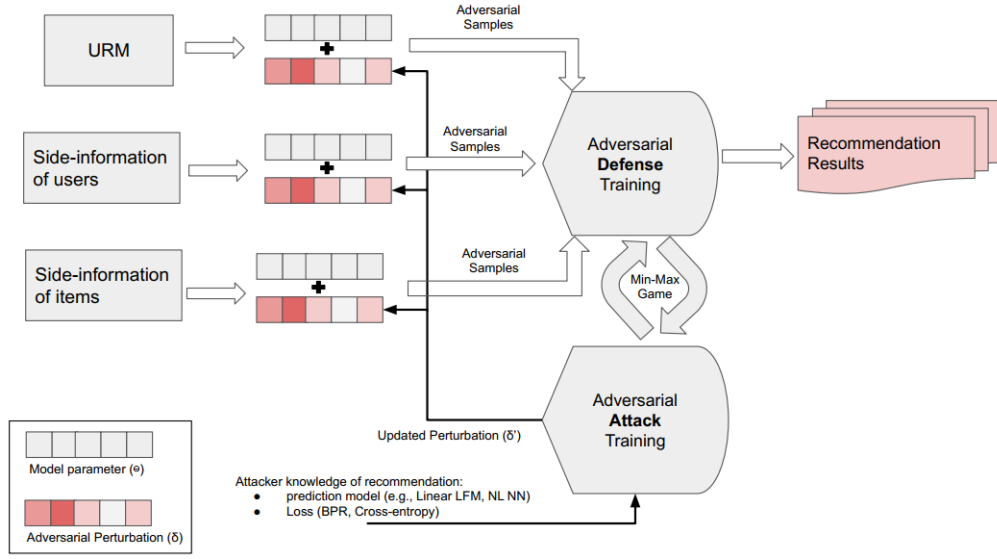 URM
Adversarial
Samples
Side-information
of users
Adversarial
Samples
Adversarial
Defense
Training
Recommendation
Results
Side-information
of items
Adversarial
Samples
Min-Max
Game
Adversarial
Attack
Training
Updated Perturbation (δ')
Model parameter (Θ)
Adversarial Perturbation (δ)
Attacker knowledge of recommendation:
● prediction model (e.g., Linear LFM, NL NN)
● Loss (BPR, Cross-entropy)